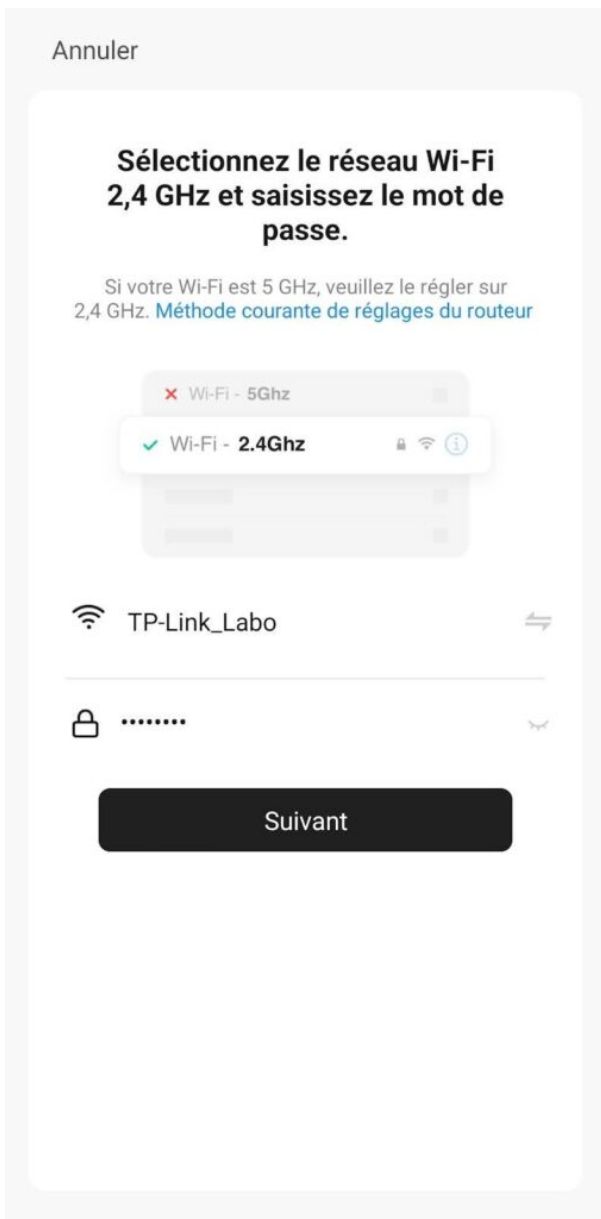 Annuler
Sélectionnez le réseau Wi-Fi
2,4 GHz et saisissez le mot de
passe.
Si votre Wi-Fi est 5 GHz, veuillez le régler sur
2,4 GHz. Méthode courante de réglages du routeur
Wi-Fi - 5Ghz
Wi-Fi - 2.4Ghz
TP-Link_Labo
••••••••
Suivant